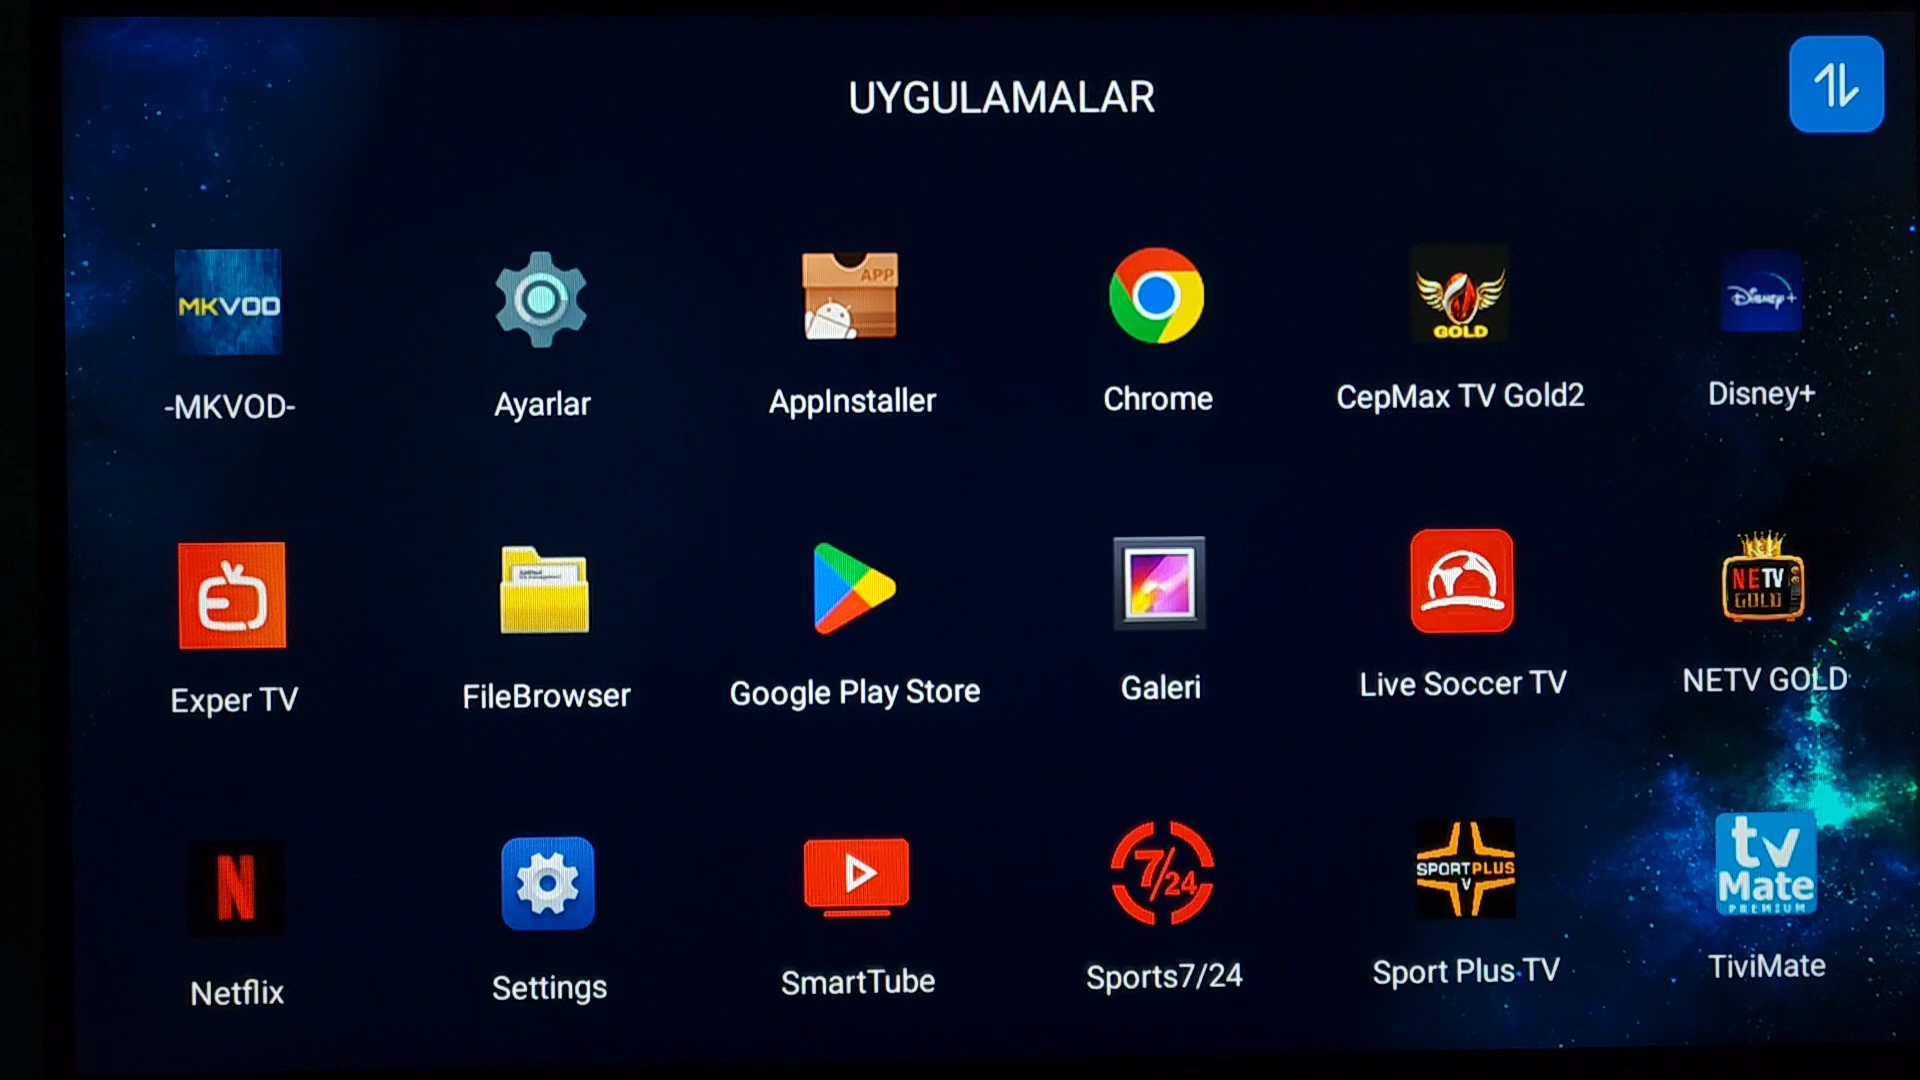 UYGULAMALAR
MKVOD
APP
GOLD
Disney+
-MKVOD-
Ayarlar
AppInstaller
Chrome
CepMax TV Gold2
Disney+
NETV
GOLD
Exper TV
FileBrowser
Google Play Store
Galeri
Live Soccer TV
NETV GOLD
N
7/24
SPORTPLUS
V
tv
Mate
PREMIUM
Netflix
Settings
SmartTube
Sports7/24
Sport Plus TV
TiviMate